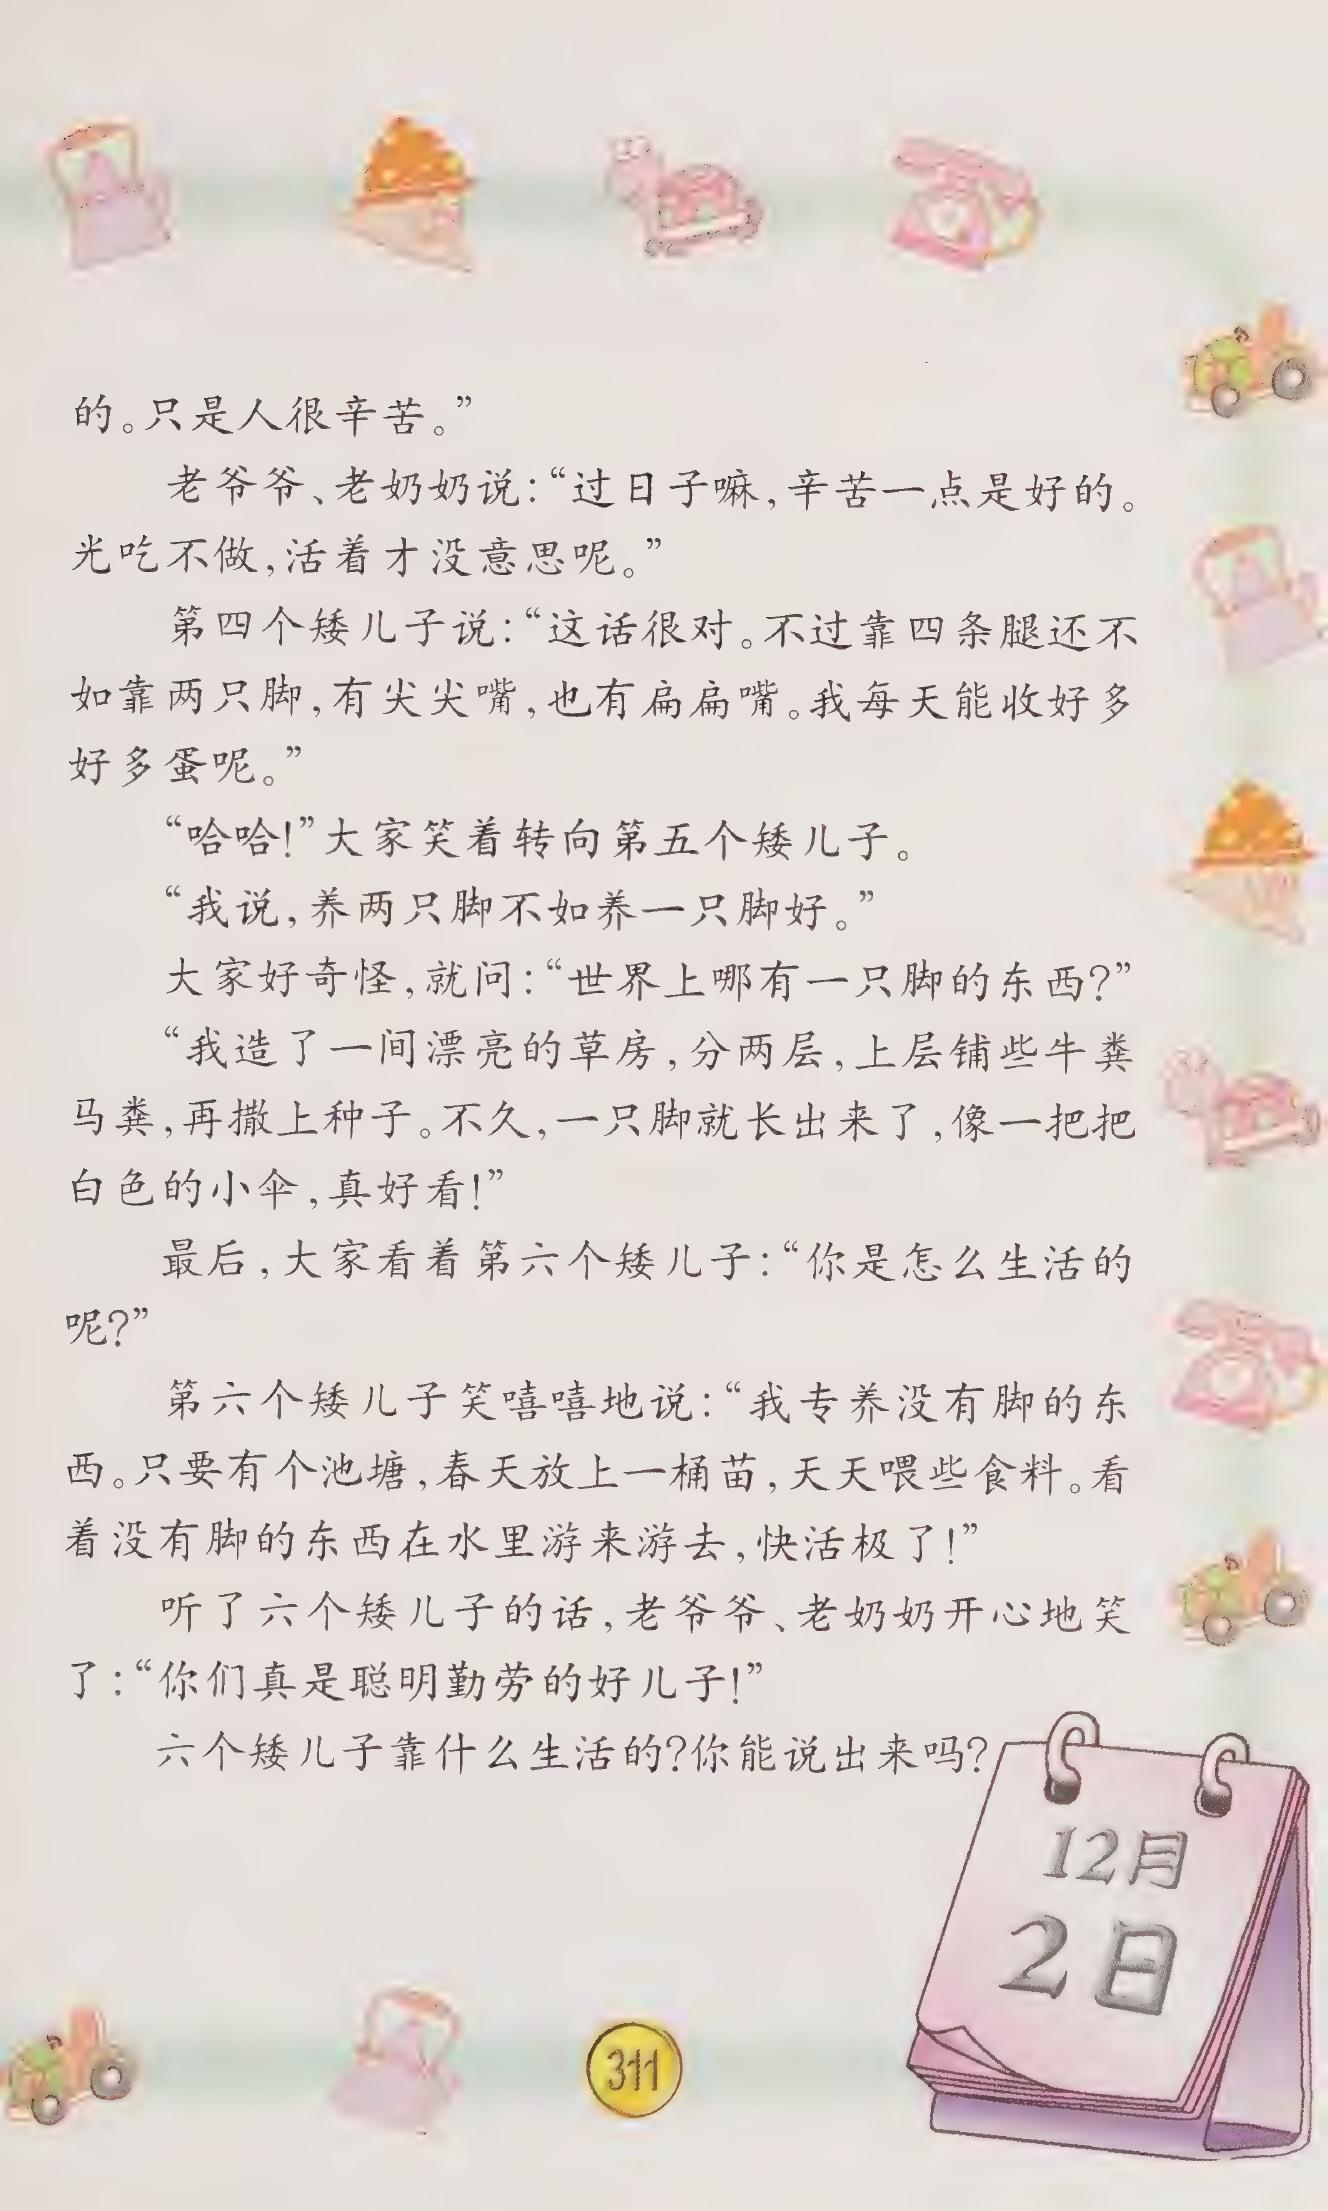 的。只是人很辛苦。”
老爷爷、老奶奶说：“过日子嘛，辛苦一点是好的。
光吃不做，活着才没意思呢。”
第四个矮儿子说：“这话很对。不过靠四条腿还不
如靠两只脚，有尖尖嘴，也有扁扁嘴。我每天能收好多
好多蛋呢。”
“哈哈！”大家笑着转向第五个矮儿子。
“我说，养两只脚不如养一只脚好。”
大家好奇怪，就问：“世界上哪有一只脚的东西？”
“我造了一间漂亮的草房，分两层，上层铺些牛粪
马粪，再撒上种子。不久，一只脚就长出来了，像一把把
白色的小伞，真好看！”
最后，大家看着第六个矮儿子：“你是怎么生活的
呢？”
第六个矮儿子笑嘻嘻地说：“我专养没有脚的东
西。只要有个池塘，春天放上一桶苗，天天喂些食料。看
着没有脚的东西在水里游来游去，快活极了！”
听了六个矮儿子的话，老爷爷、老奶奶开心地笑
了：“你们真是聪明勤劳的好儿子！”
六个矮儿子靠什么生活的？你能说出来吗？
12月
2日
311